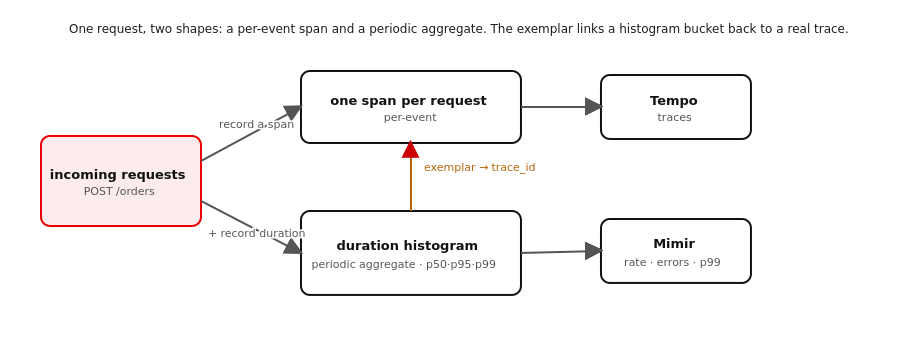 One request, two shapes: a per-event span and a periodic aggregate. The exemplar links a histogram bucket back to a real trace.
one span per request
per-event
Tempo
traces
record a span
exemplar → trace_id
incoming requests
POST /orders
+ record duration
duration histogram
periodic aggregate · p50·p95·p99
Mimir
rate · errors · p99